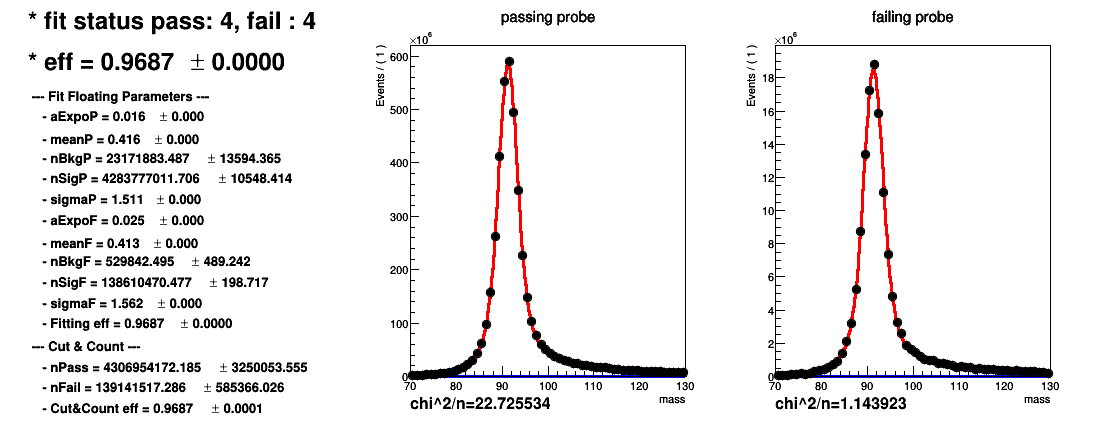 * fit status pass: 4, fail : 4
* eff = 0.9687 ± 0.0000
--- Fit Floating Parameters ---
- aExpoP = 0.016 ± 0.000
- meanP = 0.416 ± 0.000
- nBkgP = 23171883.487 ± 13594.365
- nSigP = 4283777011.706 ± 10548.414
- sigmaP = 1.511 ± 0.000
- aExpoF = 0.025 ± 0.000
- meanF = 0.413 ± 0.000
- nBkgF = 529842.495 ± 489.242
- nSigF = 138610470.477 ± 198.717
- sigmaF = 1.562 ± 0.000
- Fitting eff = 0.9687 ± 0.0000
--- Cut & Count ---
- nPass = 4306954172.185 ± 3250053.555
- nFail = 139141517.286 ± 585366.026
- Cut&Count eff = 0.9687 ± 0.0001
passing probe
×10⁶
Events / ( 1 )
600
500
400
300
200
100
0
70 80 90 100 110 120 130
mass
chi^2/n=22.725534
failing probe
×10⁶
Events / ( 1 )
18
16
14
12
10
8
6
4
2
0
70 80 90 100 110 120 130
mass
chi^2/n=1.143923